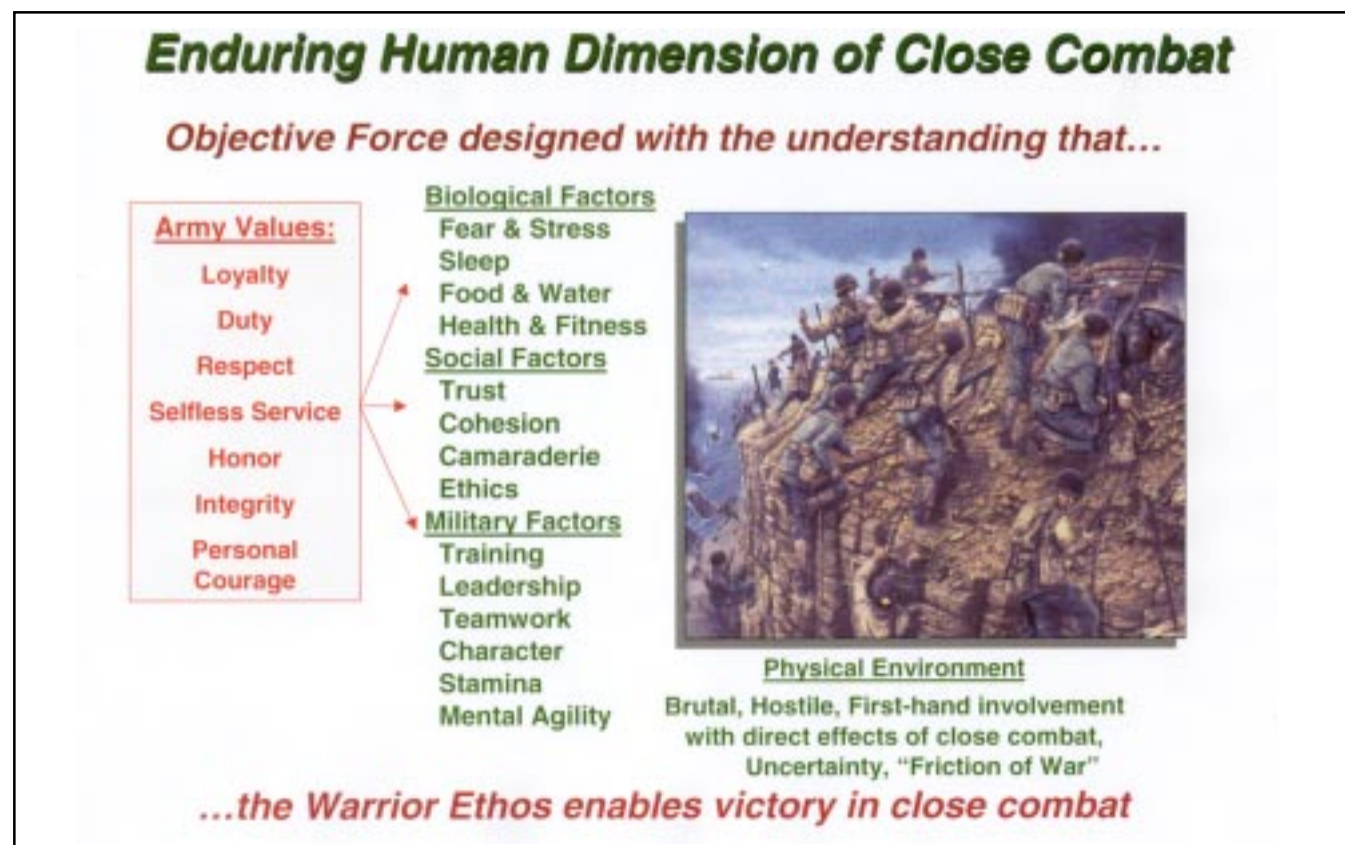 Enduring Human Dimension of Close Combat
Objective Force designed with the understanding that…
Army Values:
Loyalty
Duty
Respect
Selfless Service
Honor
Integrity
Personal
Courage
Biological Factors
Fear & Stress
Sleep
Food & Water
Health & Fitness
Social Factors
Trust
Cohesion
Camaraderie
Ethics
Military Factors
Training
Leadership
Teamwork
Character
Stamina
Mental Agility
Physical Environment
Brutal, Hostile, First-hand involvement
with direct effects of close combat,
Uncertainty, “Friction of War”
…the Warrior Ethos enables victory in close combat